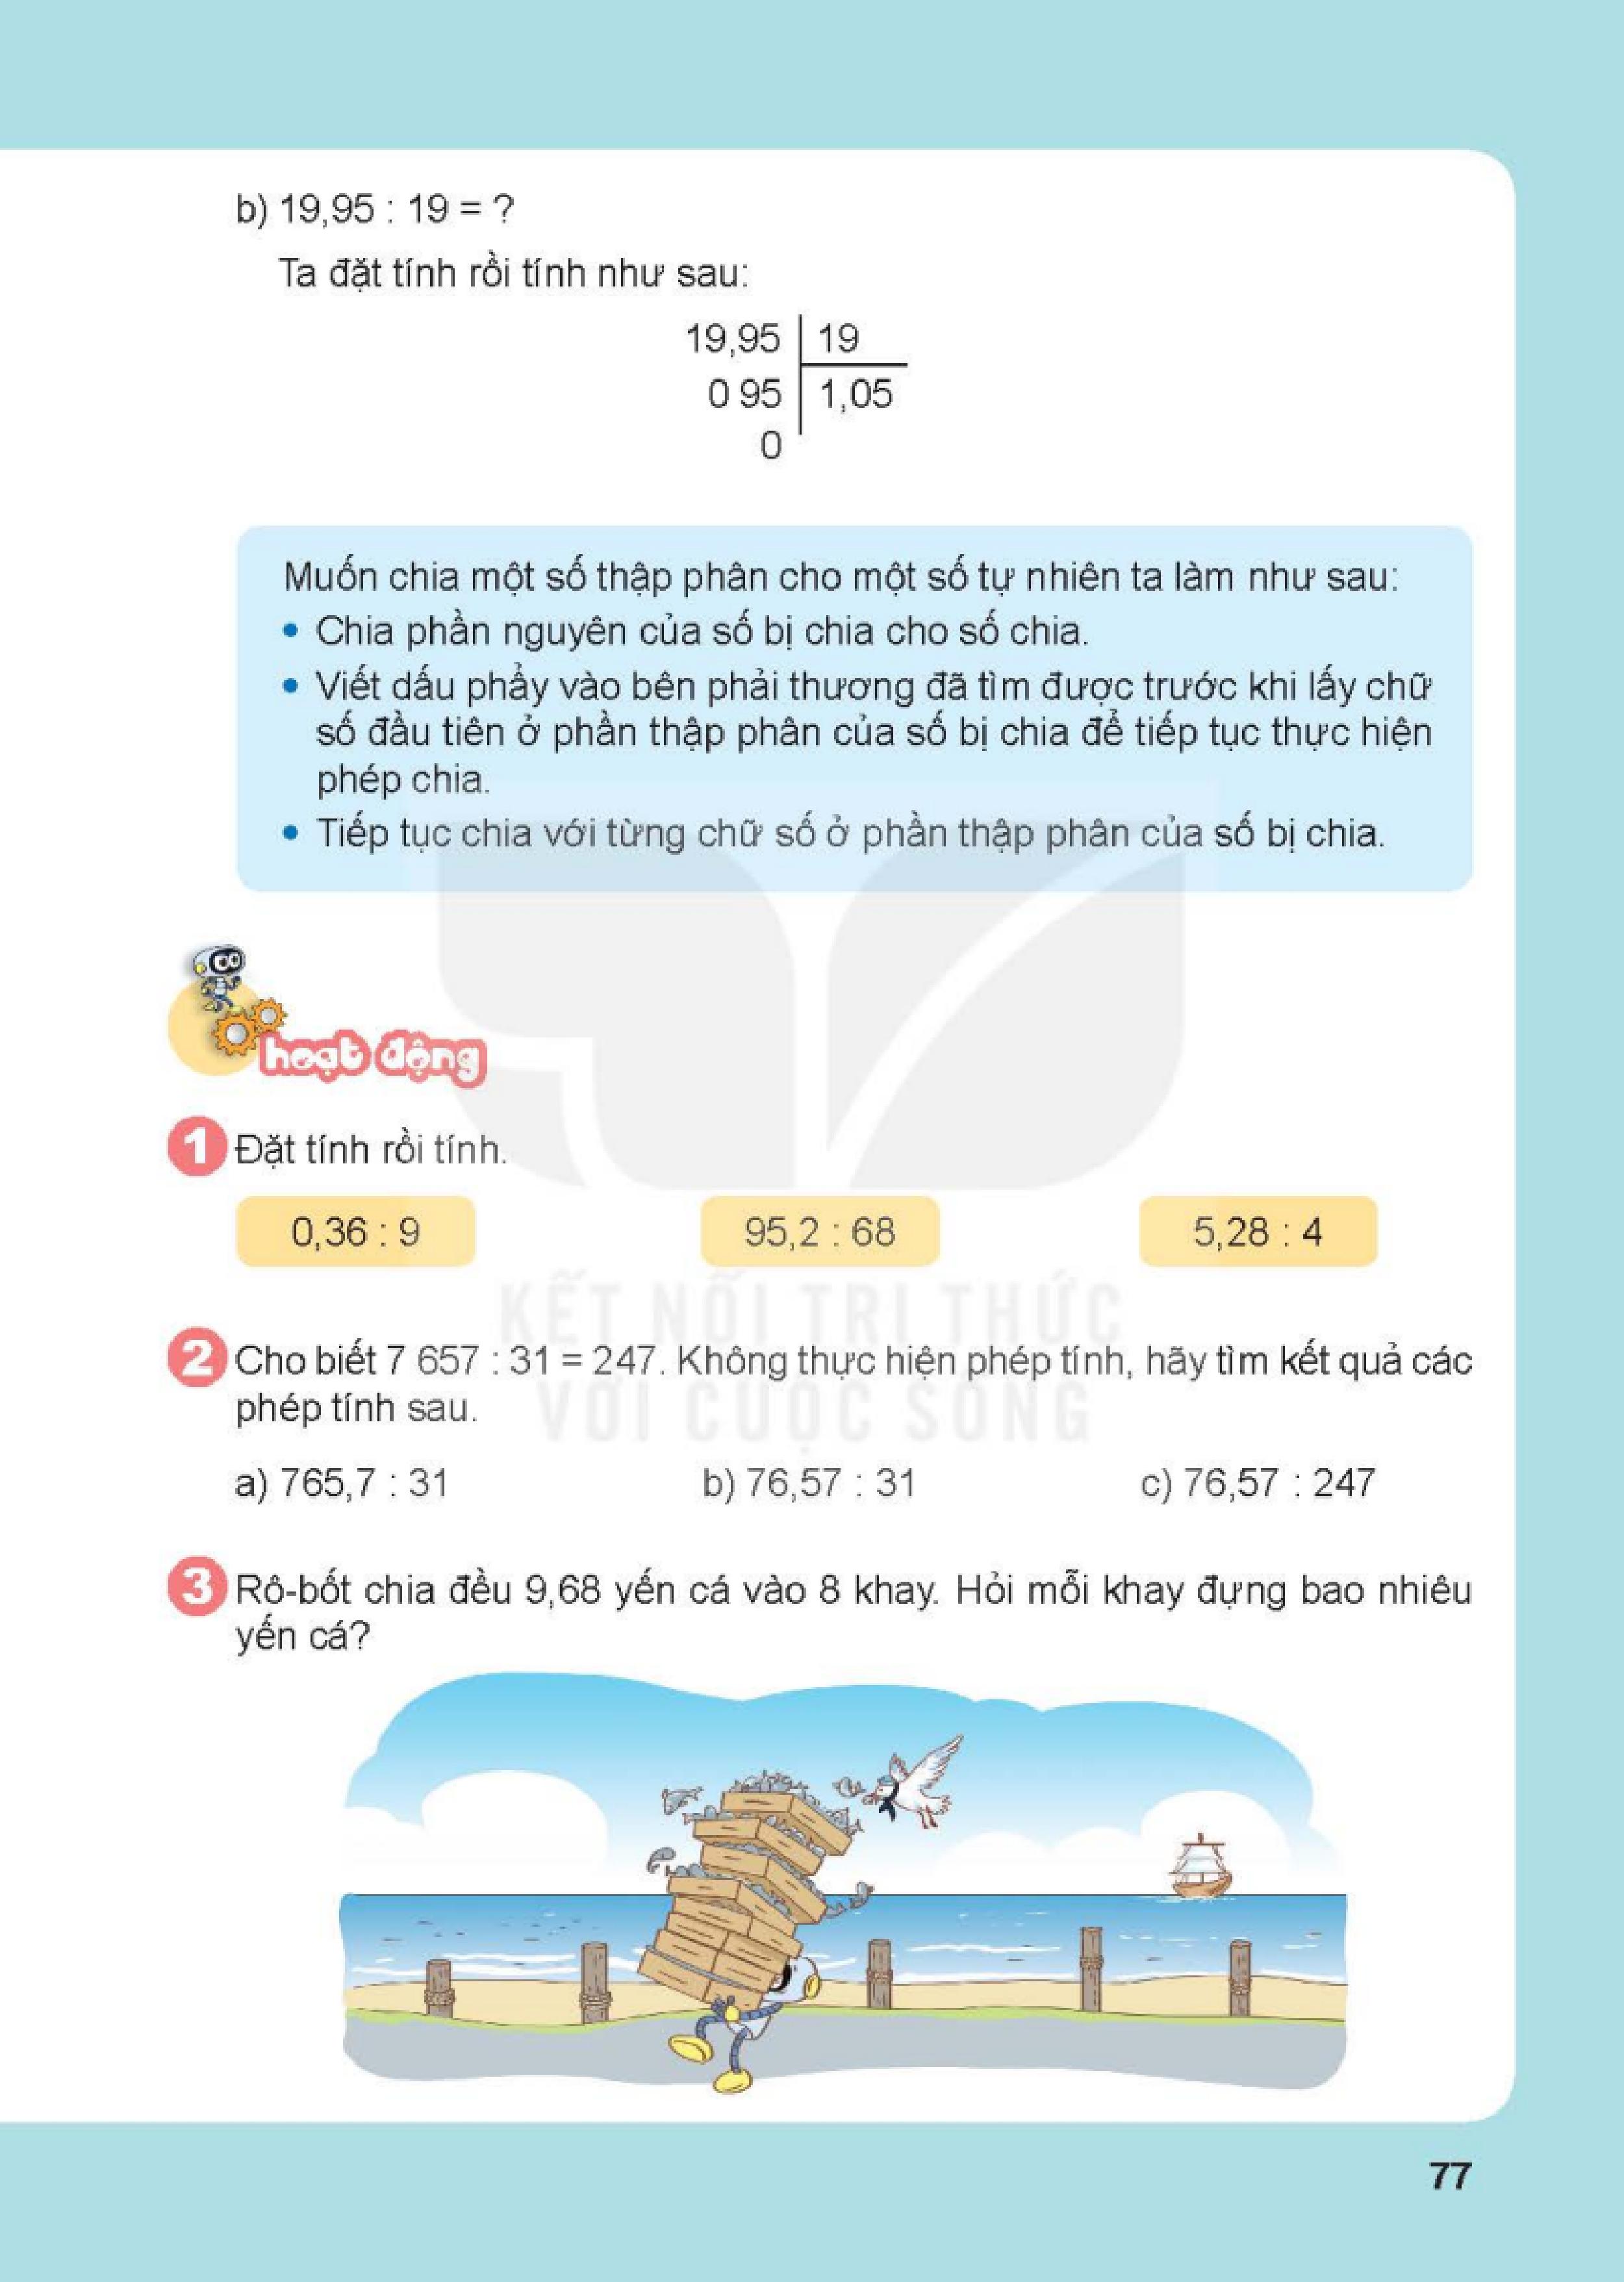 b) 19,95 : 19 = ?
Ta đặt tính rồi tính như sau:
19,95 19
0 95 1,05
0
Muốn chia một số thập phân cho một số tự nhiên ta làm như sau:
• Chia phần nguyên của số bị chia cho số chia.
• Viết dấu phẩy vào bên phải thương đã tìm được trước khi lấy chữ
số đầu tiên ở phần thập phân của số bị chia để tiếp tục thực hiện
phép chia.
• Tiếp tục chia với từng chữ số ở phần thập phân của số bị chia.
hoạt động
1 Đặt tính rồi tính.
0,36 : 9 95,2 : 68 5,28 : 4
KẾT NỐI TRI THỨC
2 Cho biết 7 657 : 31 = 247. Không thực hiện phép tính, hãy tìm kết quả các
phép tính sau.
VỚI CUỘC SỐNG
a) 765,7 : 31 b) 76,57 : 31 c) 76,57 : 247
3 Rô-bốt chia đều 9,68 yến cá vào 8 khay. Hỏi mỗi khay đựng bao nhiêu
yến cá?
77